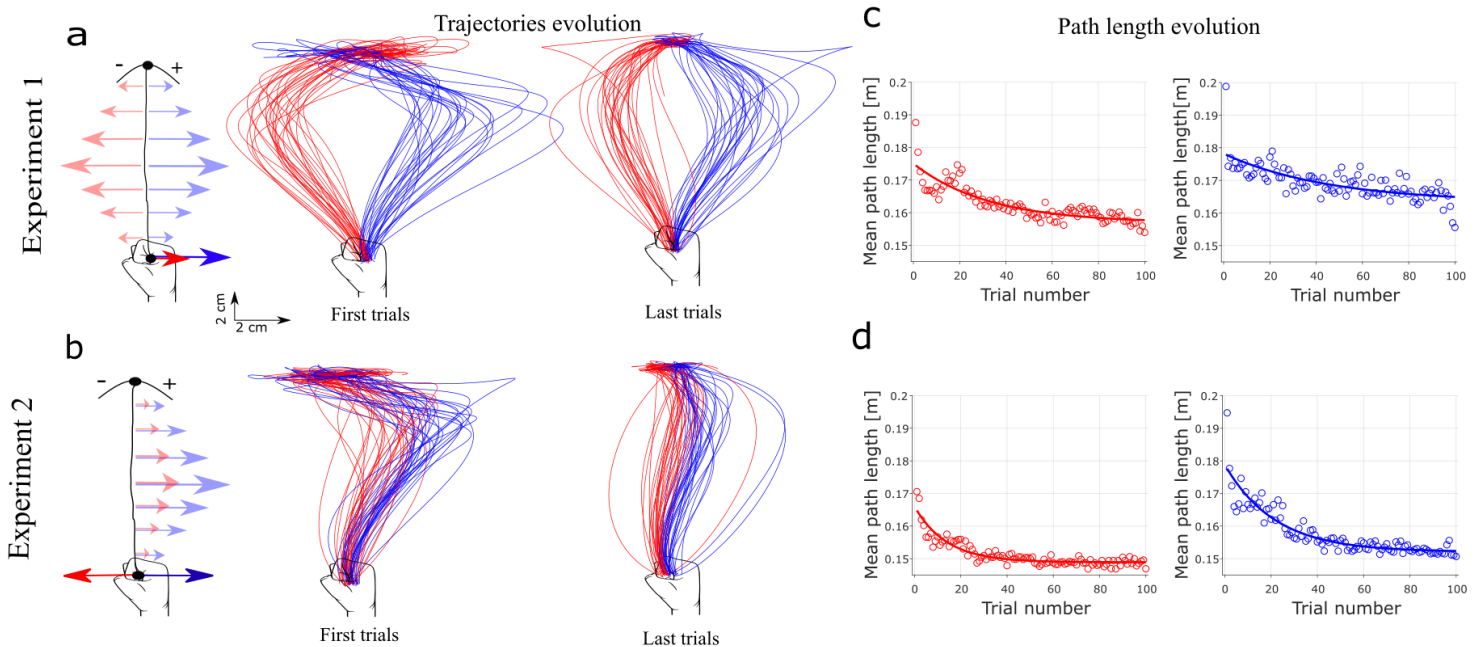 a
Trajectories evolution
c
Path length evolution
Experiment 1
-
+
2 cm
2 cm
First trials
Last trials
Mean path length [m]
0.2
0.19
0.18
0.17
0.16
0.15
0
20
40
60
80
100
Trial number
Mean path length[m]
0.2
0.19
0.18
0.17
0.16
0.15
0
20
40
60
80
100
Trial number
b
d
Experiment 2
-
+
First trials
Last trials
Mean path length [m]
0.2
0.19
0.18
0.17
0.16
0.15
0
20
40
60
80
100
Trial number
Mean path length [m]
0.2
0.19
0.18
0.17
0.16
0.15
0
20
40
60
80
100
Trial number